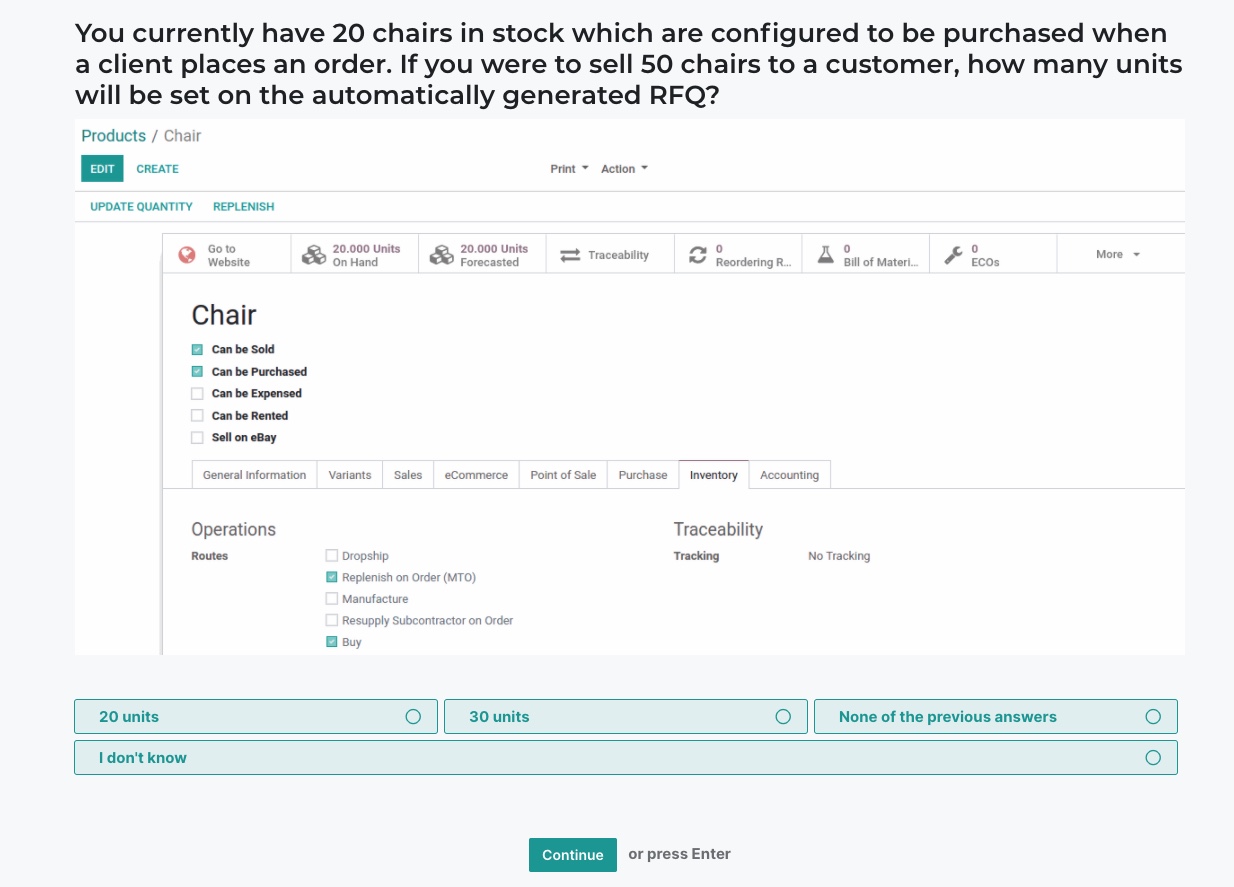 You currently have 20 chairs in stock which are configured to be purchased when
a client places an order. If you were to sell 50 chairs to a customer, how many units
will be set on the automatically generated RFQ?
Products / Chair
EDIT CREATE Print Action
UPDATE QUANTITY REPLENISH
Go to Website
20.000 Units On Hand
20.000 Units Forecasted
Traceability
0 Reordering R...
0 Bill of Materi...
0 ECOs
More
Chair
Can be Sold
Can be Purchased
Can be Expensed
Can be Rented
Sell on eBay
General Information Variants Sales eCommerce Point of Sale Purchase Inventory Accounting
Operations Traceability
Routes Dropship Tracking No Tracking
Replenish on Order (MTO)
Manufacture
Resupply Subcontractor on Order
Buy
20 units 30 units None of the previous answers
I don't know
Continue or press Enter